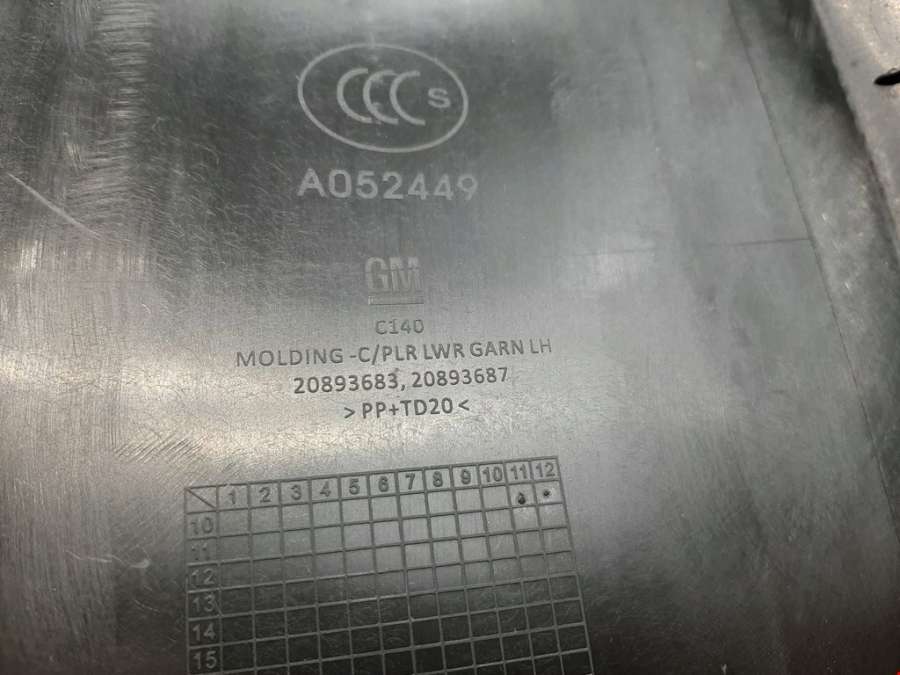 CCC S
A052449
GM
C140
MOLDING -C/PLR LWR GARN LH
20893683, 20893687
>PP+TD20<
1 2 3 4 5 6 7 8 9 10 11 12
10
11
12
13
14
15